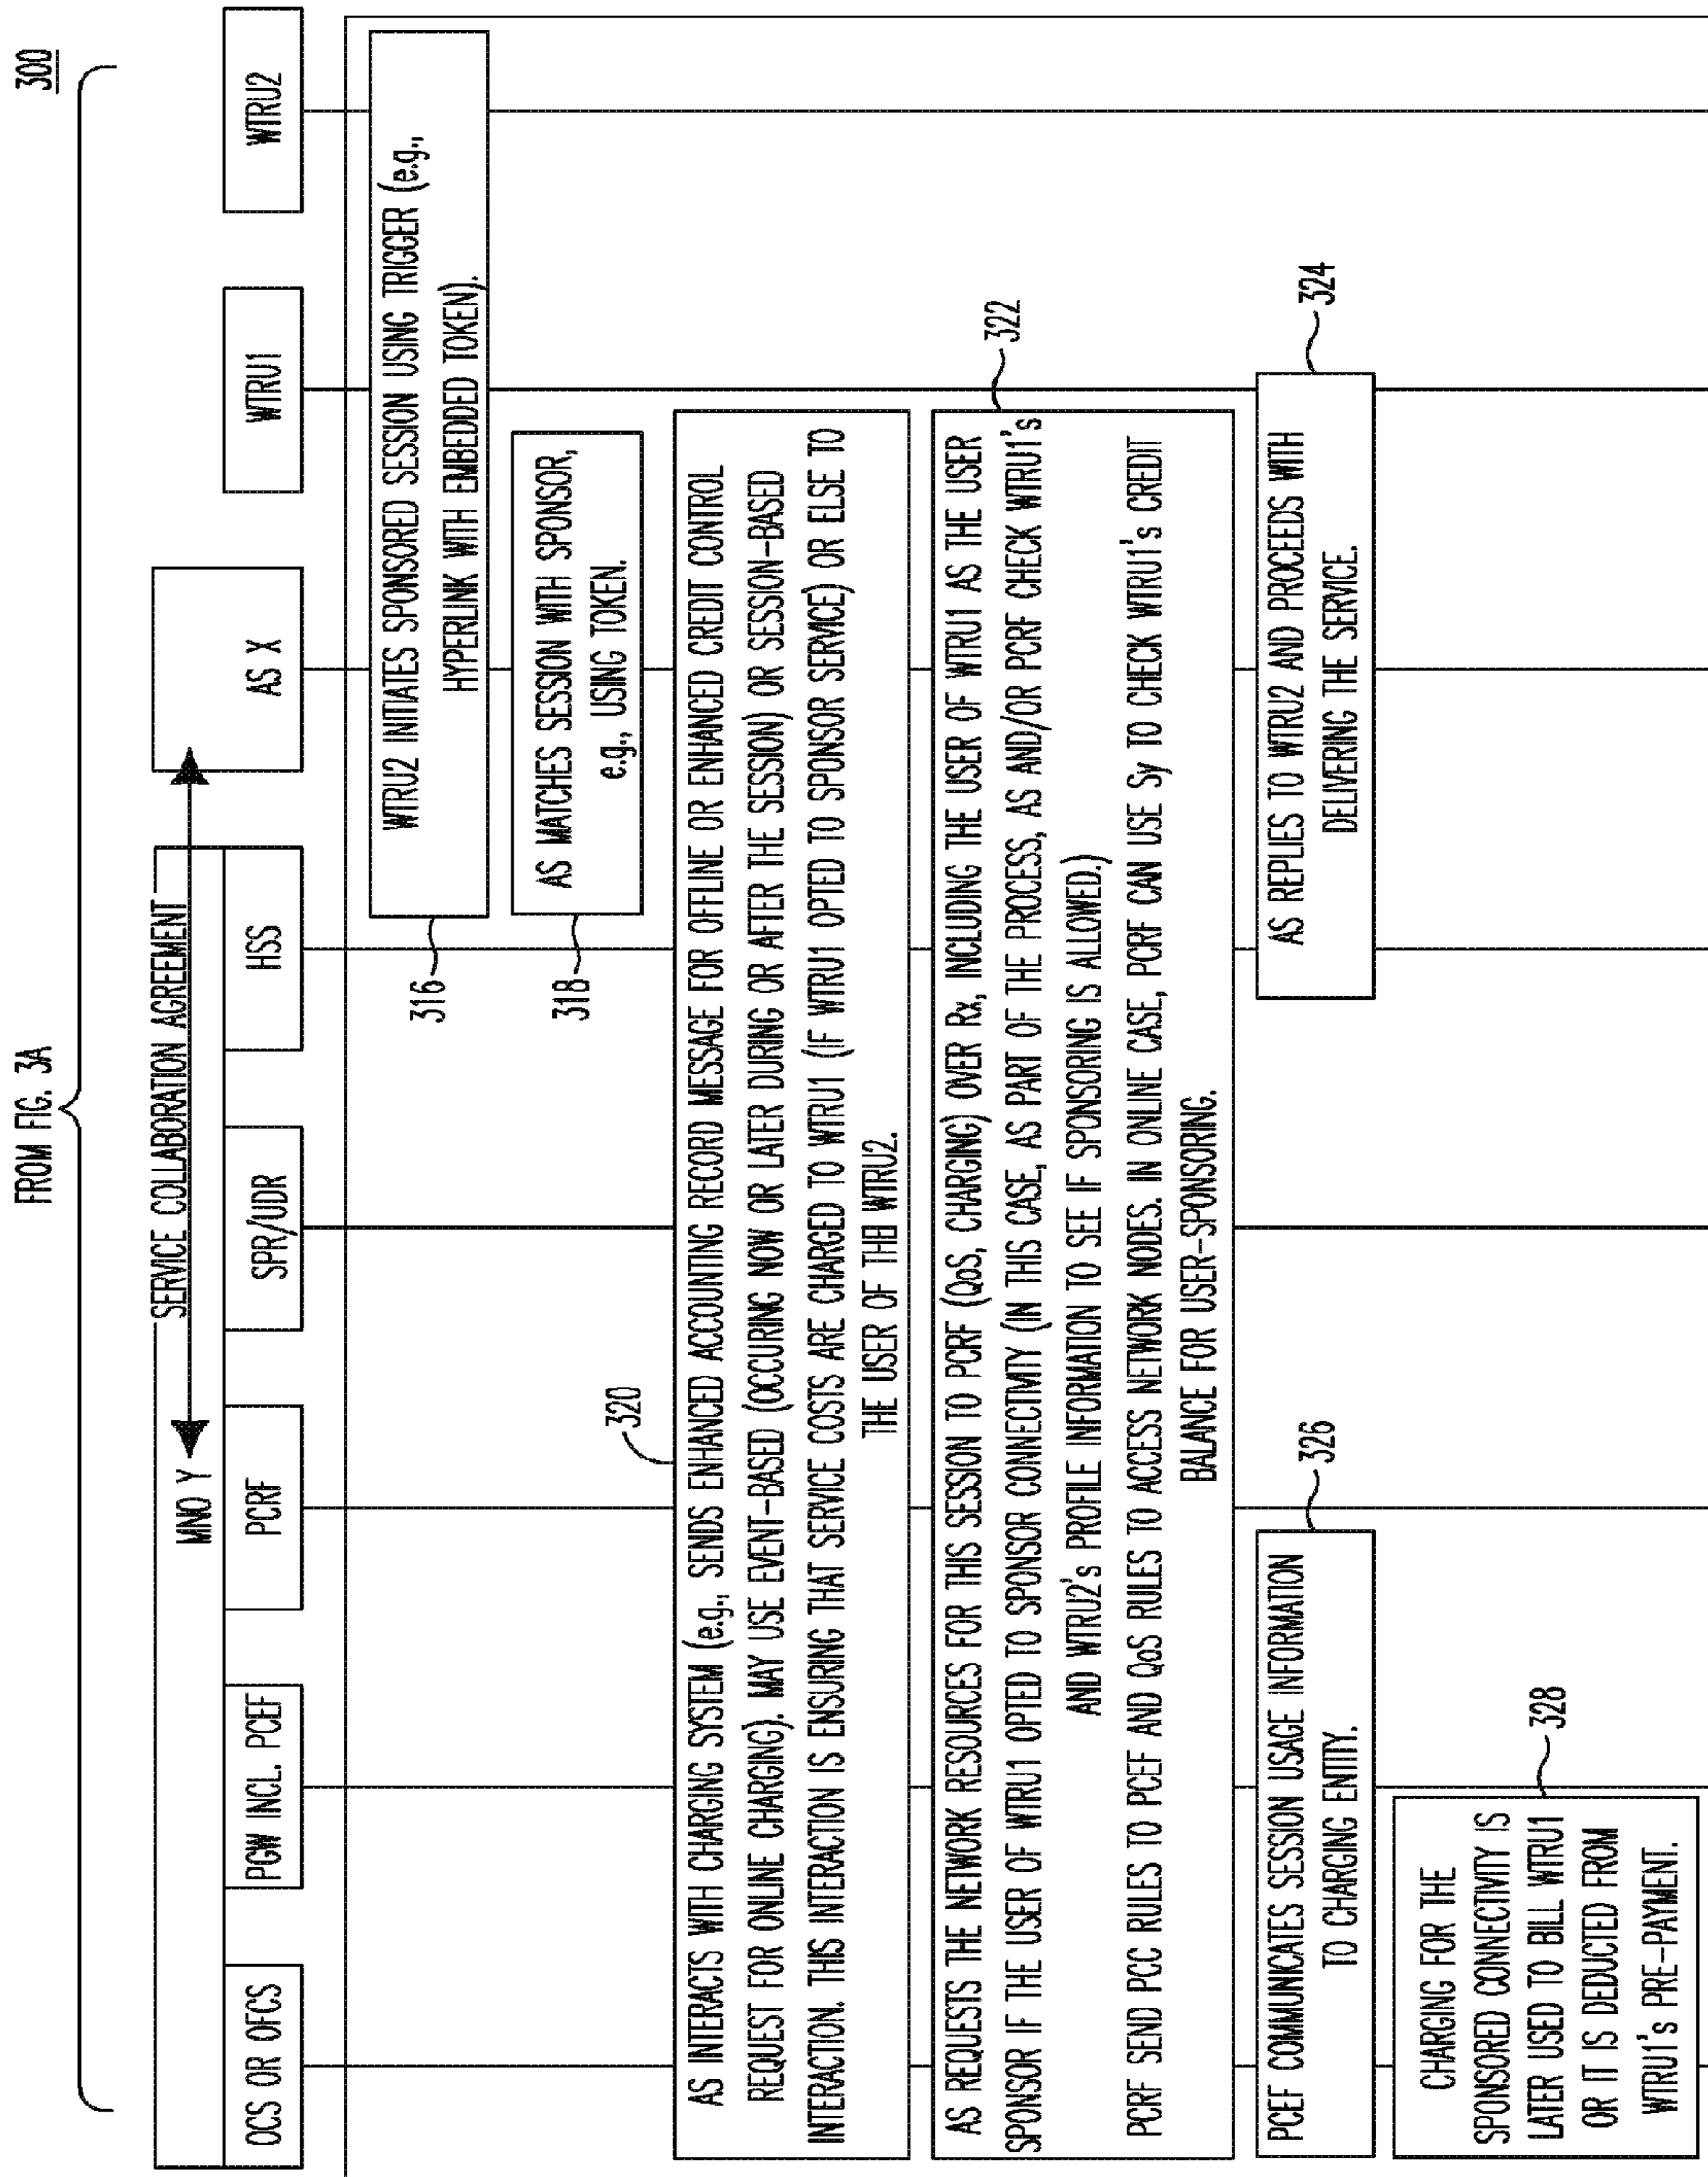 FROM FIG. 3A
300
SERVICE COLLABORATION AGREEMENT
MNO Y
OCS OR OFCS
PGW INCL. PCEF
PCRF
SPR/UDR
HSS
AS X
WTRU1
WTRU2
316
WTRU2 INITIATES SPONSORED SESSION USING TRIGGER (e.g.,
HYPERLINK WITH EMBEDDED TOKEN).
318
AS MATCHES SESSION WITH SPONSOR,
e.g., USING TOKEN.
320
AS INTERACTS WITH CHARGING SYSTEM (e.g., SENDS ENHANCED ACCOUNTING RECORD MESSAGE FOR OFFLINE OR ENHANCED CREDIT CONTROL
REQUEST FOR ONLINE CHARGING). MAY USE EVENT-BASED (OCCURING NOW OR LATER DURING OR AFTER THE SESSION) OR SESSION-BASED
INTERACTION. THIS INTERACTION IS ENSURING THAT SERVICE COSTS ARE CHARGED TO WTRU1 (IF WTRU1 OPTED TO SPONSOR SERVICE) OR ELSE TO
THE USER OF THE WTRU2.
322
AS REQUESTS THE NETWORK RESOURCES FOR THIS SESSION TO PCRF (QoS, CHARGING) OVER Rx, INCLUDING THE USER OF WTRU1 AS THE USER
SPONSOR IF THE USER OF WTRU1 OPTED TO SPONSOR CONNECTIVITY (IN THIS CASE, AS PART OF THE PROCESS, AS AND/OR PCRF CHECK WTRU1's
AND WTRU2's PROFILE INFORMATION TO SEE IF SPONSORING IS ALLOWED.)
PCRF SEND PCC RULES TO PCEF AND QoS RULES TO ACCESS NETWORK NODES. IN ONLINE CASE, PCRF CAN USE Sy TO CHECK WTRU1's CREDIT
BALANCE FOR USER-SPONSORING.
324
AS REPLIES TO WTRU2 AND PROCEEDS WITH
DELIVERING THE SERVICE.
326
PCEF COMMUNICATES SESSION USAGE INFORMATION
TO CHARGING ENTITY.
328
CHARGING FOR THE
SPONSORED CONNECTIVITY IS
LATER USED TO BILL WTRU1
OR IT IS DEDUCTED FROM
WTRU1's PRE-PAYMENT.